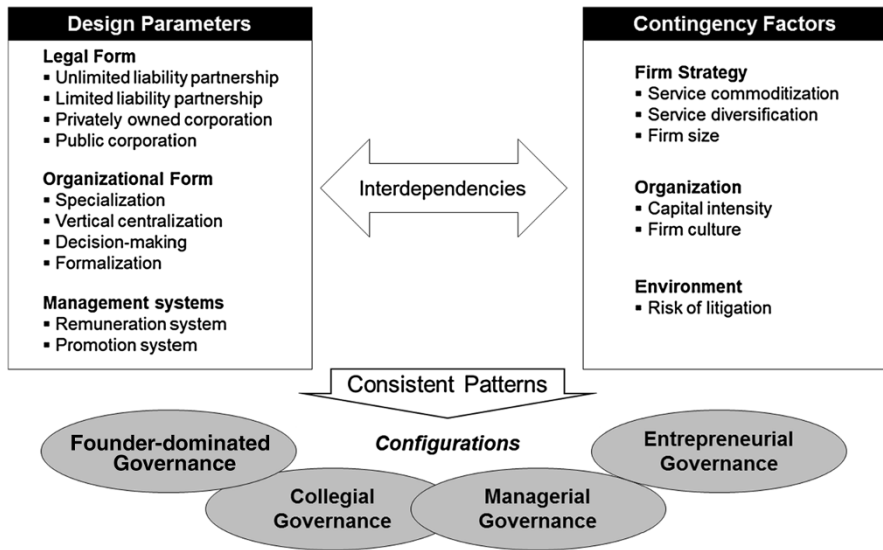 Design Parameters
Legal Form
▪ Unlimited liability partnership
▪ Limited liability partnership
▪ Privately owned corporation
▪ Public corporation
Organizational Form
▪ Specialization
▪ Vertical centralization
▪ Decision-making
▪ Formalization
Management systems
▪ Remuneration system
▪ Promotion system
Interdependencies
Contingency Factors
Firm Strategy
▪ Service commoditization
▪ Service diversification
▪ Firm size
Organization
▪ Capital intensity
▪ Firm culture
Environment
▪ Risk of litigation
Consistent Patterns
Configurations
Founder-dominated
Governance
Collegial
Governance
Managerial
Governance
Entrepreneurial
Governance